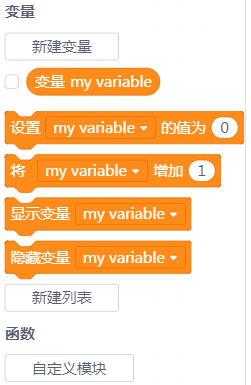 变量
新建变量
变量 my variable
设置 my variable 的值为 0
将 my variable 增加 1
显示变量 my variable
隐藏变量 my variable
新建列表
函数
自定义模块